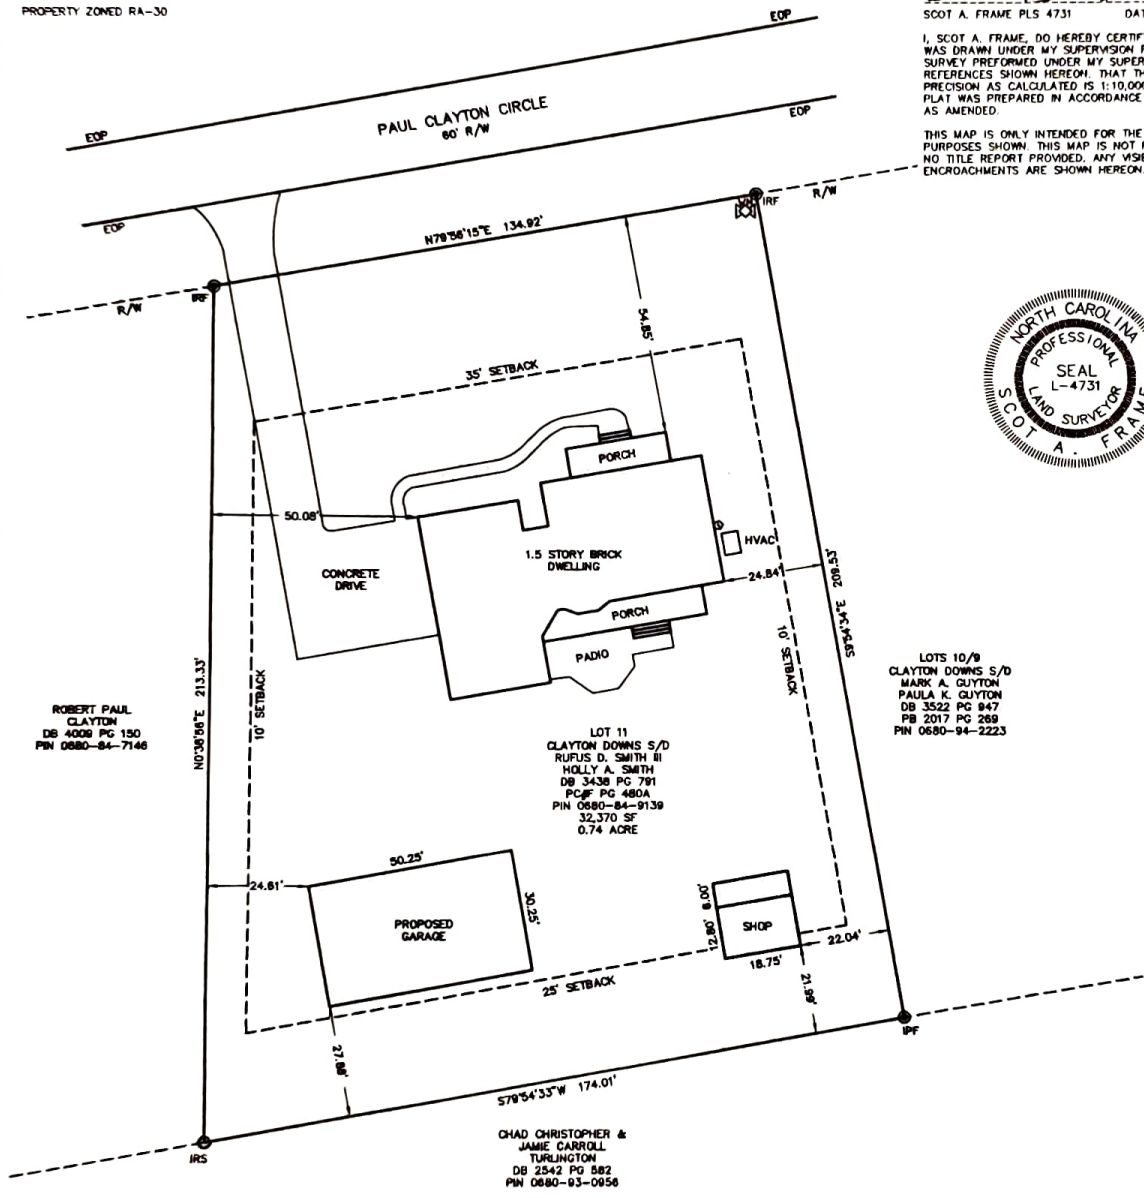 PROPERTY ZONED RA-30
SCOT A. FRAME PLS 4731 DAT
I, SCOT A. FRAME, DO HEREBY CERTIF
WAS DRAWN UNDER MY SUPERVISION F
SURVEY PREFORMED UNDER MY SUPER
REFERENCES SHOWN HEREON. THAT TH
PRECISION AS CALCULATED IS 1:10,000
PLAT WAS PREPARED IN ACCORDANCE
AS AMENDED.
THIS MAP IS ONLY INTENDED FOR THE
PURPOSES SHOWN. THIS MAP IS NOT
NO TITLE REPORT PROVIDED. ANY VISIB
ENCROACHMENTS ARE SHOWN HEREON.
EOP
EOP
PAUL CLAYTON CIRCLE
60' R/W
EOP
EOP
R/W
IRF
N79°56'15"E 134.92'
IRF
R/W
54.85'
35' SETBACK
NORTH CAROLINA
PROFESSIONAL
SEAL
L-4731
LAND SURVEYOR
SCOT A. FRAME
PORCH
50.08'
1.5 STORY BRICK
DWELLING
HVAC
CONCRETE
DRIVE
24.84'
S9°54'34"E 209.53'
PORCH
PADIO
10' SETBACK
10' SETBACK
N0°38'56"E 213.33'
ROBERT PAUL
CLAYTON
DB 4009 PG 150
PIN 0680-84-7146
LOTS 10/9
CLAYTON DOWNS S/D
MARK A. GUYTON
PAULA K. GUYTON
DB 3522 PG 947
PB 2017 PG 269
PIN 0680-94-2223
LOT 11
CLAYTON DOWNS S/D
RUFUS D. SMITH III
HOLLY A. SMITH
DB 3438 PG 791
PC#F PG 480A
PIN 0680-84-9139
32,370 SF
0.74 ACRE
50.25'
24.61'
30.25'
PROPOSED
GARAGE
8.00'
12.80'
SHOP
18.75'
22.04'
21.99'
25' SETBACK
27.88'
IPF
S79°54'33"W 174.01'
IRS
CHAD CHRISTOPHER &
JAMIE CARROLL
TURLINGTON
DB 2542 PG 582
PIN 0680-93-0956